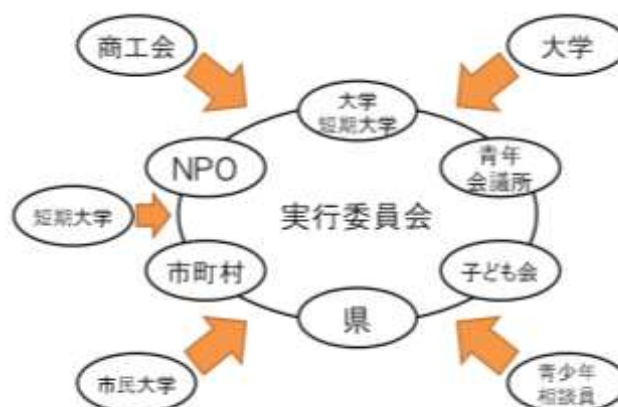 商工会
大学
大学
短期大学
NPO
青年
会議所
短期大学
実行委員会
市町村
子ども会
県
市民大学
青少年
相談員